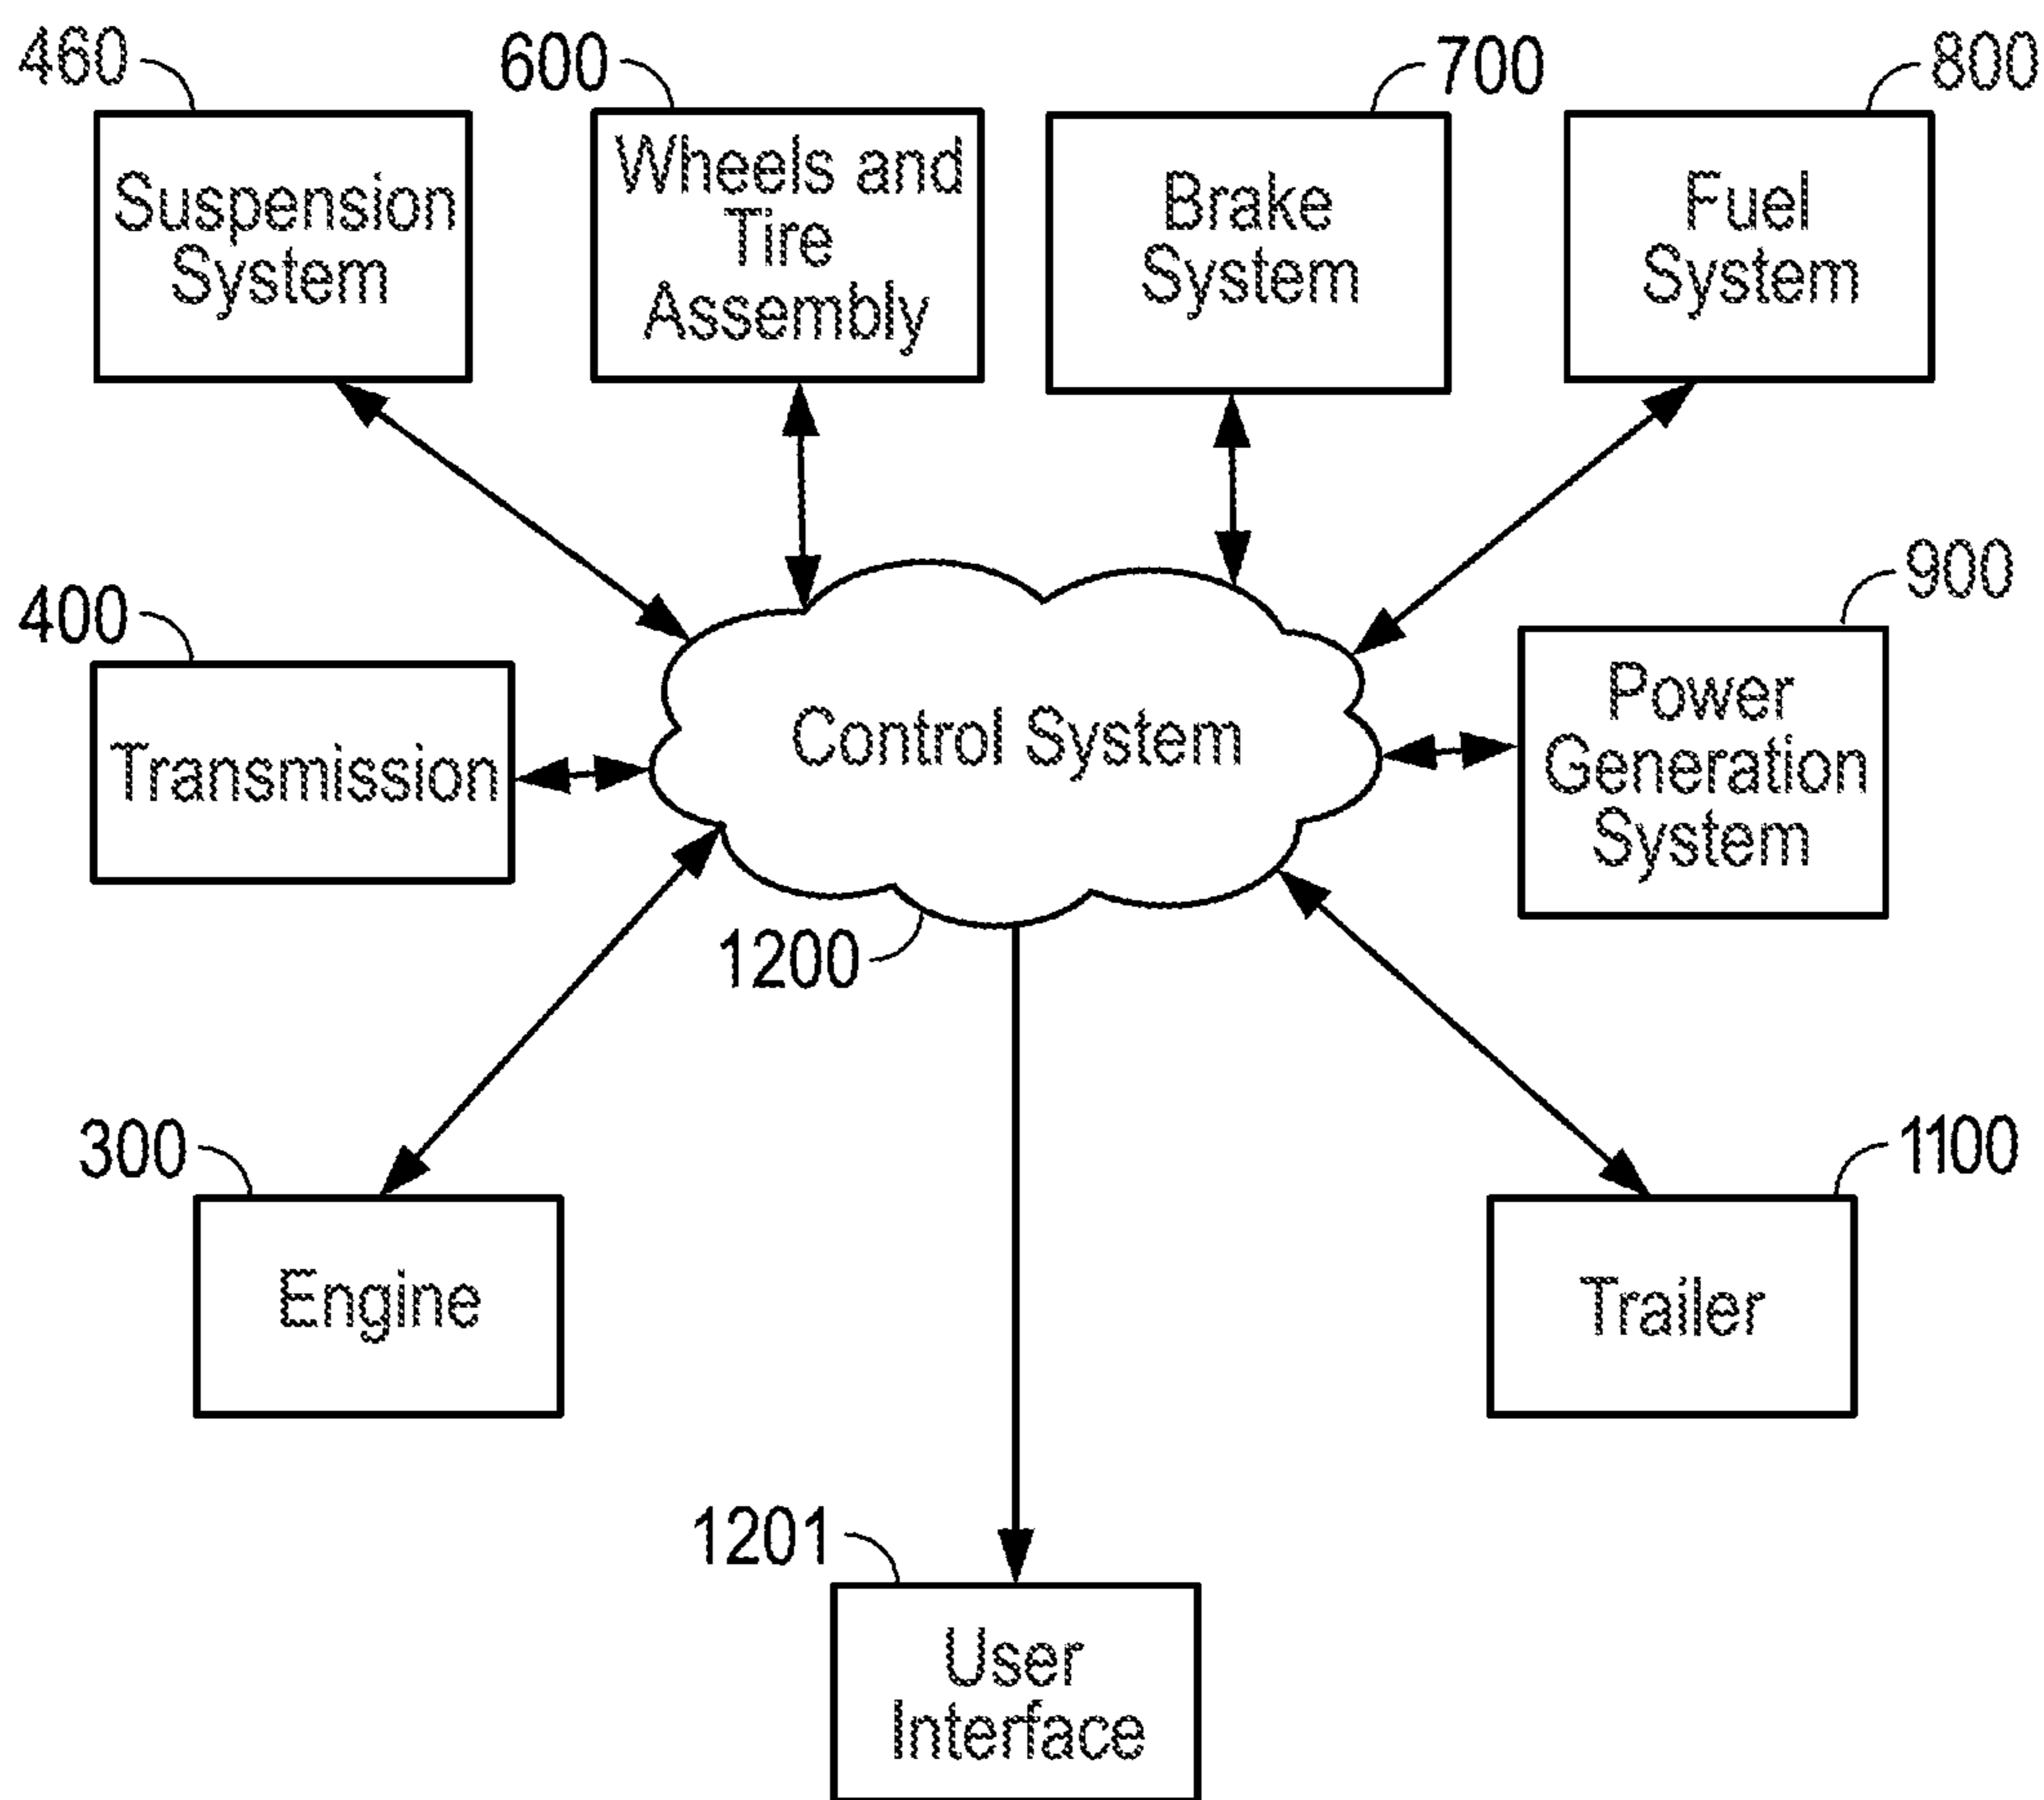 460
600
700
800
Suspension
System
Wheels and
Tire
Assembly
Brake
System
Fuel
System
400
900
Transmission
Control System
Power
Generation
System
1200
300
1100
Engine
Trailer
1201
User
Interface